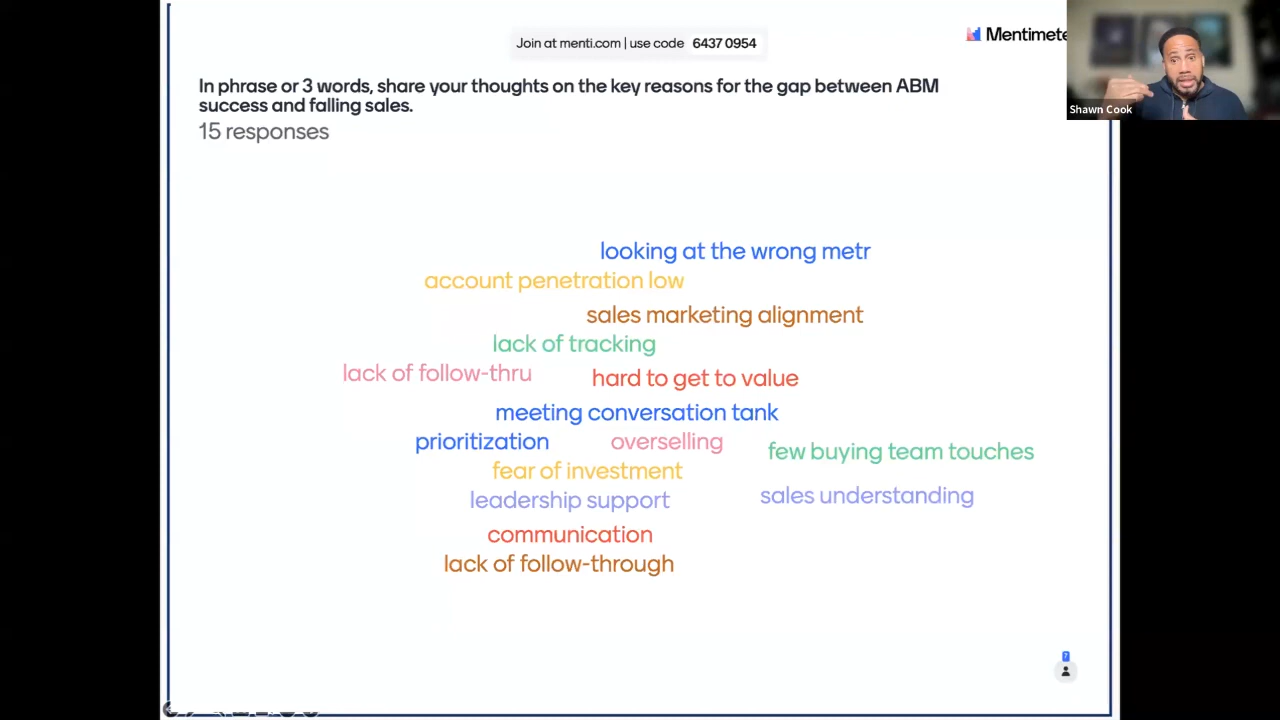 Join at menti.com | use code 6437 0954
Mentimete
Shawn Cook
In phrase or 3 words, share your thoughts on the key reasons for the gap between ABM
success and falling sales.
15 responses
looking at the wrong metr
account penetration low
sales marketing alignment
lack of tracking
lack of follow-thru
hard to get to value
meeting conversation tank
prioritization
overselling
few buying team touches
fear of investment
leadership support
sales understanding
communication
lack of follow-through